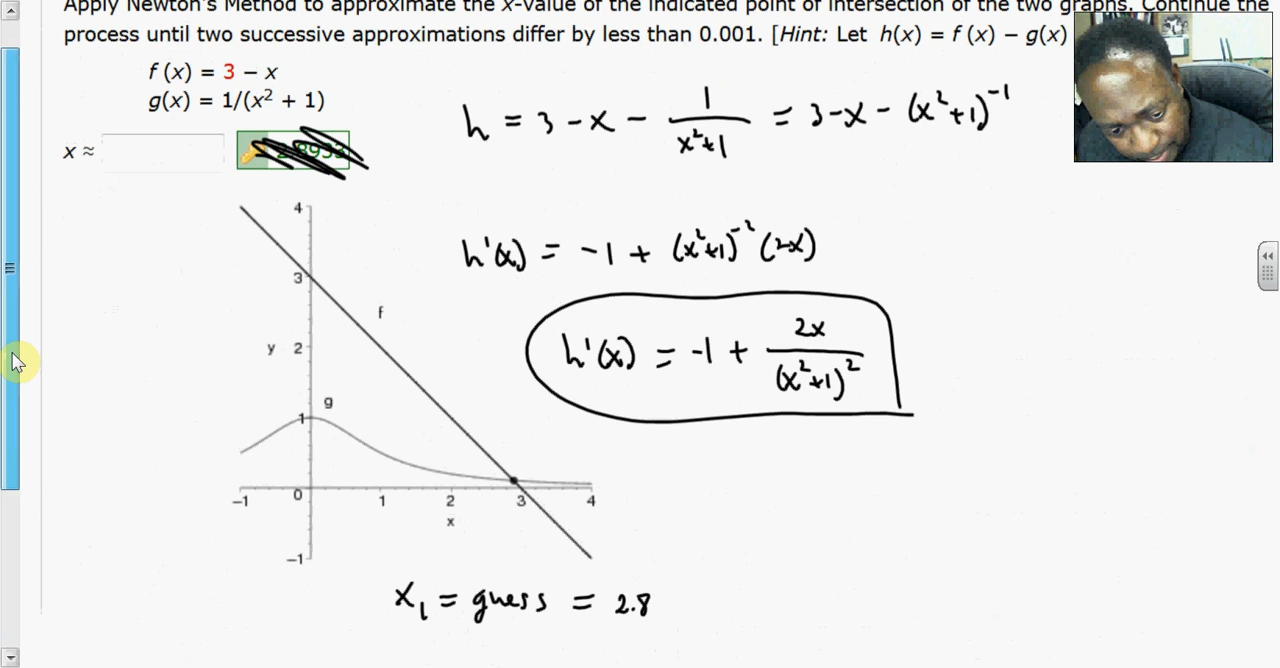 Apply Newton's Method to approximate the x-value of the indicated point of intersection of the two graphs. Continue the
process until two successive approximations differ by less than 0.001. [Hint: Let h(x) = f (x) − g(x)
f (x) = 3 − x
g(x) = 1/(x² + 1)
x ≈
h = 3 - x - 1/(x²+1) = 3-x - (x²+1)⁻¹
h'(x) = -1 + (x²+1)⁻² (2x)
h'(x) = -1 + 2x/(x²+1)²
4
3
f
y 2
g
1
0
-1 1 2 3 4
x
-1
x₁ = guess = 2.8